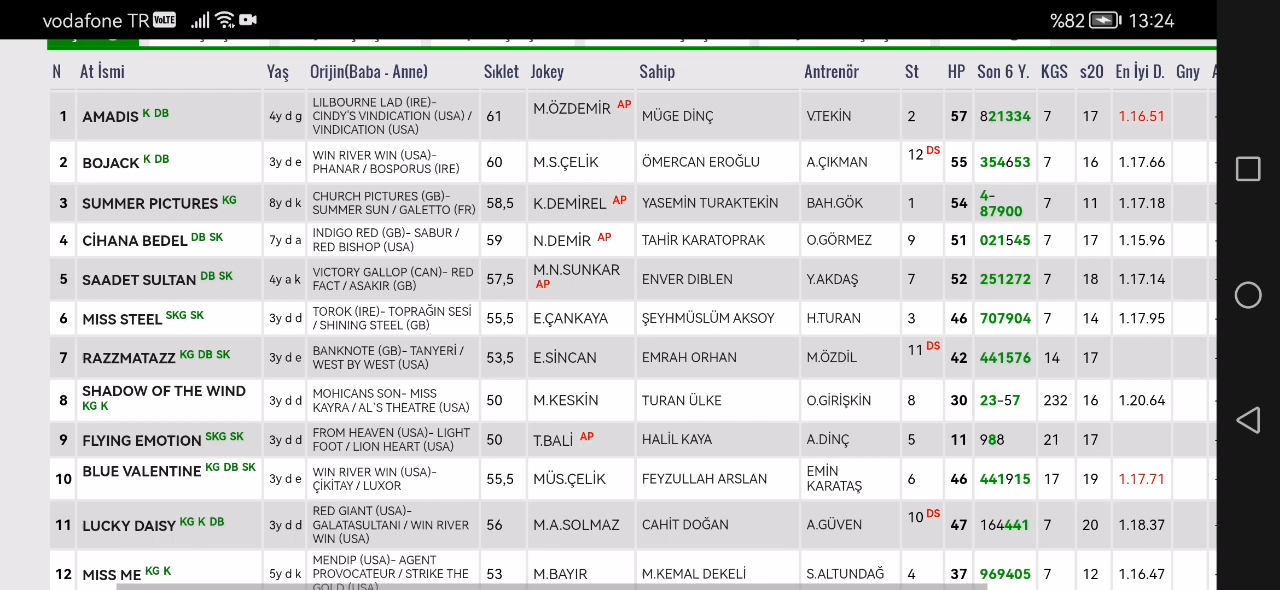 vodafone TR VoLTE %82 13:24
N At İsmi Yaş Orijin(Baba - Anne) Sıklet Jokey Sahip Antrenör St HP Son 6 Y. KGS s20 En İyi D. Gny
1 AMADIS K DB 4y d g LILBOURNE LAD (IRE)- CINDY'S VINDICATION (USA) / VINDICATION (USA) 61 M.ÖZDEMİR AP MÜGE DİNÇ V.TEKİN 2 57 821334 7 17 1.16.51
2 BOJACK K DB 3y d e WIN RIVER WIN (USA)- PHANAR / BOSPORUS (IRE) 60 M.S.ÇELİK ÖMERCAN EROĞLU A.ÇIKMAN 12 DS 55 354653 7 16 1.17.66
3 SUMMER PICTURES KG 8y d k CHURCH PICTURES (GB)- SUMMER SUN / GALETTO (FR) 58,5 K.DEMİREL AP YASEMİN TURAKTEKİN BAH.GÖK 1 54 4-87900 7 11 1.17.18
4 CİHANA BEDEL DB SK 7y d a INDIGO RED (GB)- SABUR / RED BISHOP (USA) 59 N.DEMİR AP TAHİR KARATOPRAK O.GÖRMEZ 9 51 021545 7 17 1.15.96
5 SAADET SULTAN DB SK 4y a k VICTORY GALLOP (CAN)- RED FACT / ASAKIR (GB) 57,5 M.N.SUNKAR AP ENVER DIBLEN Y.AKDAŞ 7 52 251272 7 18 1.17.14
6 MISS STEEL SKG SK 3y d d TOROK (IRE)- TOPRAĞIN SESİ / SHINING STEEL (GB) 55,5 E.ÇANKAYA ŞEYHMÜSLÜM AKSOY H.TURAN 3 46 707904 7 14 1.17.95
7 RAZZMATAZZ KG DB SK 3y d e BANKNOTE (GB)- TANYERİ / WEST BY WEST (USA) 53,5 E.SİNCAN EMRAH ORHAN M.ÖZDİL 11 DS 42 441576 14 17
8 SHADOW OF THE WIND KG K 3y d d MOHICANS SON- MISS KAYRA / AL`S THEATRE (USA) 50 M.KESKİN TURAN ÜLKE O.GİRİŞKİN 8 30 23-57 232 16 1.20.64
9 FLYING EMOTION SKG SK 3y d d FROM HEAVEN (USA)- LIGHT FOOT / LION HEART (USA) 50 T.BALİ AP HALİL KAYA A.DİNÇ 5 11 988 21 17
10 BLUE VALENTINE KG DB SK 3y d e WIN RIVER WIN (USA)- ÇİKİTAY / LUXOR 55,5 MÜS.ÇELİK FEYZULLAH ARSLAN EMİN KARATAŞ 6 46 441915 17 19 1.17.71
11 LUCKY DAISY KG K DB 3y d d RED GIANT (USA)- GALATASULTANI / WIN RIVER WIN (USA) 56 M.A.SOLMAZ CAHİT DOĞAN A.GÜVEN 10 DS 47 164441 7 20 1.18.37
12 MISS ME KG K 5y d k MENDIP (USA)- AGENT PROVOCATEUR / STRIKE THE GOLD (USA) 53 M.BAYIR M.KEMAL DEKELİ S.ALTUNDAĞ 4 37 969405 7 12 1.16.47